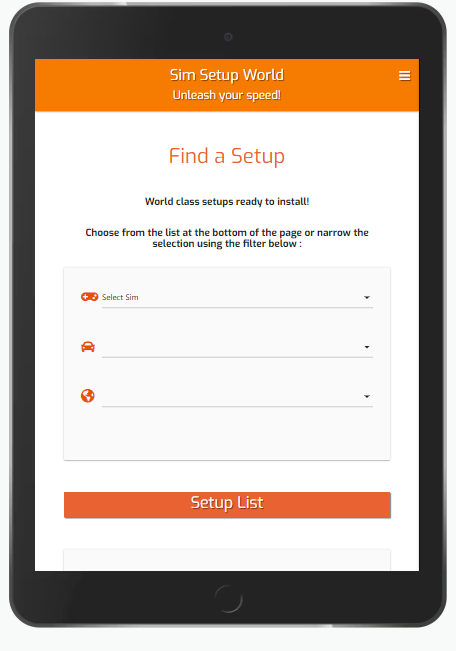 Sim Setup World
Unleash your speed!
Find a Setup
World class setups ready to install!
Choose from the list at the bottom of the page or narrow the
selection using the filter below :
Select Sim
Setup List